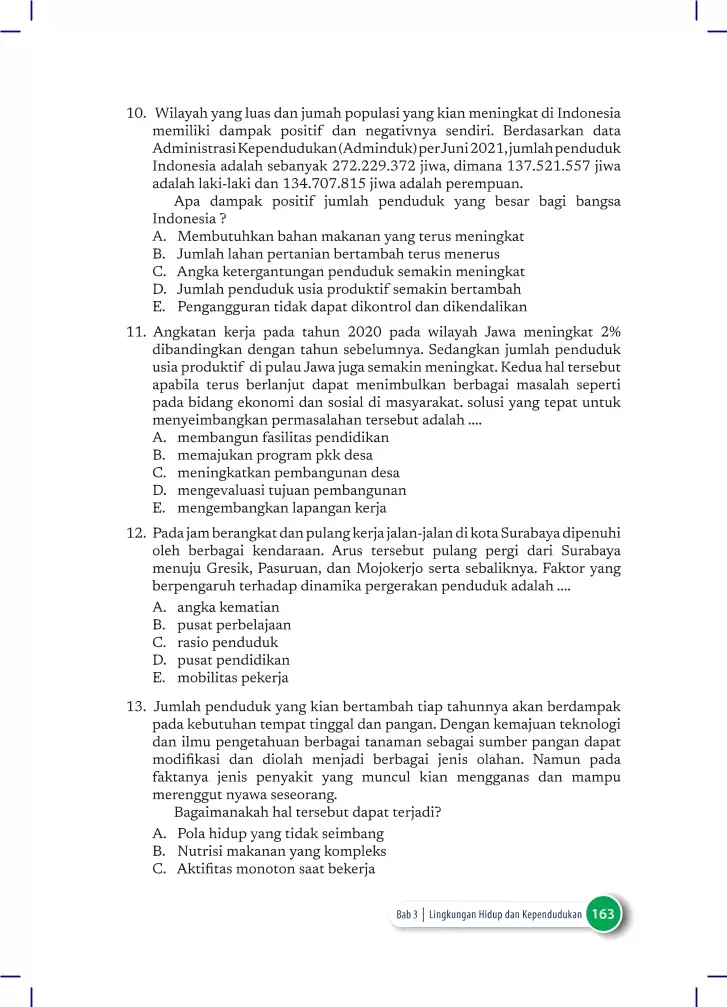 10. Wilayah yang luas dan jumah populasi yang kian meningkat di Indonesia
memiliki dampak positif dan negativnya sendiri. Berdasarkan data
Administrasi Kependudukan (Adminduk) per Juni 2021, jumlah penduduk
Indonesia adalah sebanyak 272.229.372 jiwa, dimana 137.521.557 jiwa
adalah laki-laki dan 134.707.815 jiwa adalah perempuan.
Apa dampak positif jumlah penduduk yang besar bagi bangsa
Indonesia ?
A. Membutuhkan bahan makanan yang terus meningkat
B. Jumlah lahan pertanian bertambah terus menerus
C. Angka ketergantungan penduduk semakin meningkat
D. Jumlah penduduk usia produktif semakin bertambah
E. Pengangguran tidak dapat dikontrol dan dikendalikan
11. Angkatan kerja pada tahun 2020 pada wilayah Jawa meningkat 2%
dibandingkan dengan tahun sebelumnya. Sedangkan jumlah penduduk
usia produktif di pulau Jawa juga semakin meningkat. Kedua hal tersebut
apabila terus berlanjut dapat menimbulkan berbagai masalah seperti
pada bidang ekonomi dan sosial di masyarakat. solusi yang tepat untuk
menyeimbangkan permasalahan tersebut adalah ....
A. membangun fasilitas pendidikan
B. memajukan program pkk desa
C. meningkatkan pembangunan desa
D. mengevaluasi tujuan pembangunan
E. mengembangkan lapangan kerja
12. Pada jam berangkat dan pulang kerja jalan-jalan di kota Surabaya dipenuhi
oleh berbagai kendaraan. Arus tersebut pulang pergi dari Surabaya
menuju Gresik, Pasuruan, dan Mojokerjo serta sebaliknya. Faktor yang
berpengaruh terhadap dinamika pergerakan penduduk adalah ....
A. angka kematian
B. pusat perbelajaan
C. rasio penduduk
D. pusat pendidikan
E. mobilitas pekerja
13. Jumlah penduduk yang kian bertambah tiap tahunnya akan berdampak
pada kebutuhan tempat tinggal dan pangan. Dengan kemajuan teknologi
dan ilmu pengetahuan berbagai tanaman sebagai sumber pangan dapat
modifikasi dan diolah menjadi berbagai jenis olahan. Namun pada
faktanya jenis penyakit yang muncul kian mengganas dan mampu
merenggut nyawa seseorang.
Bagaimanakah hal tersebut dapat terjadi?
A. Pola hidup yang tidak seimbang
B. Nutrisi makanan yang kompleks
C. Aktifitas monoton saat bekerja
Bab 3 | Lingkungan Hidup dan Kependudukan 163